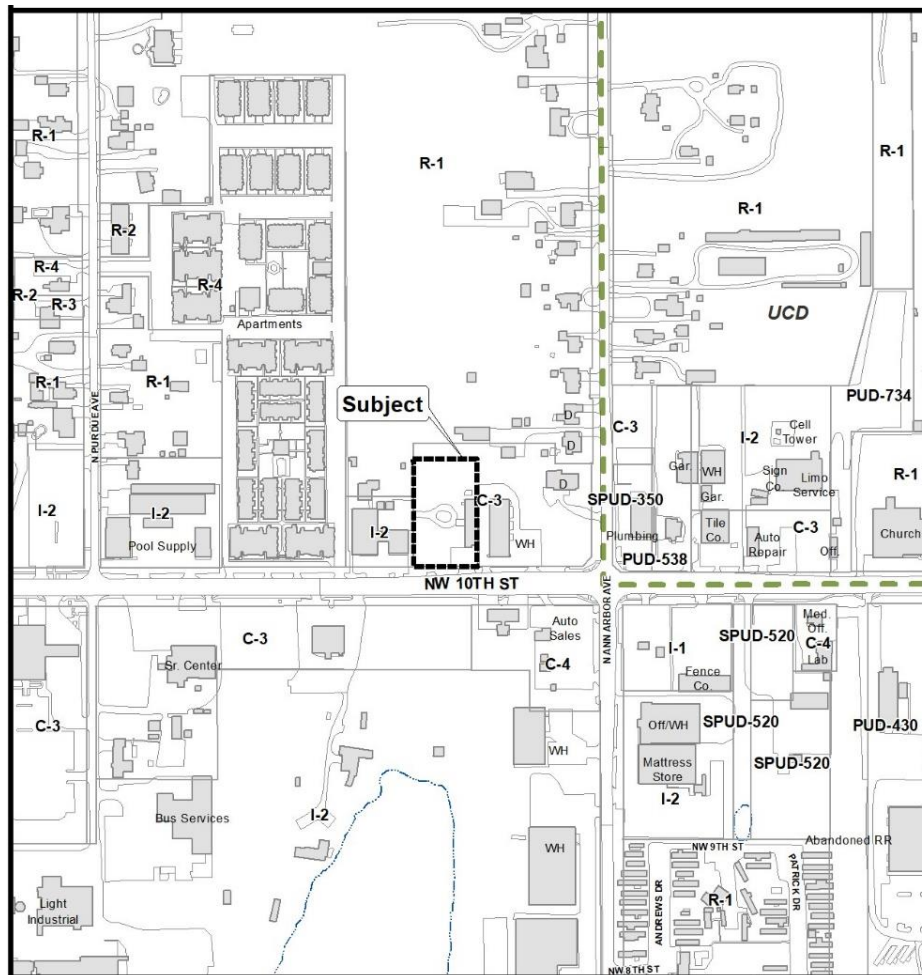 R-1
R-1
R-1
R-1
R-2
R-4
R-2
R-3
R-4
Apartments
UCD
R-1
R-1
N PURDUE AVE
Subject
D
D
D
C-3
PUD-734
I-2
Cell
Tower
Gar.
WH
Sign
Co.
Limo
Service
R-1
Gar.
I-2
I-2
Pool Supply
I-2
C-3
WH
SPUD-350
Plumbing
PUD-538
Tile
Co.
Auto
Repair
C-3
Off.
Church
NW 10TH ST
N ANN ARBOR AVE
C-3
Sr. Center
Auto
Sales
C-4
I-1
Fence
Co.
SPUD-520
Med.
Off.
C-4
Lab
C-3
WH
Off/WH
SPUD-520
PUD-430
Mattress
Store
SPUD-520
I-2
Bus Services
I-2
WH
Abandoned RR
NW 9TH ST
ANDREWS DR
R-1
PATRICK DR
Light
Industrial
NW 8TH ST